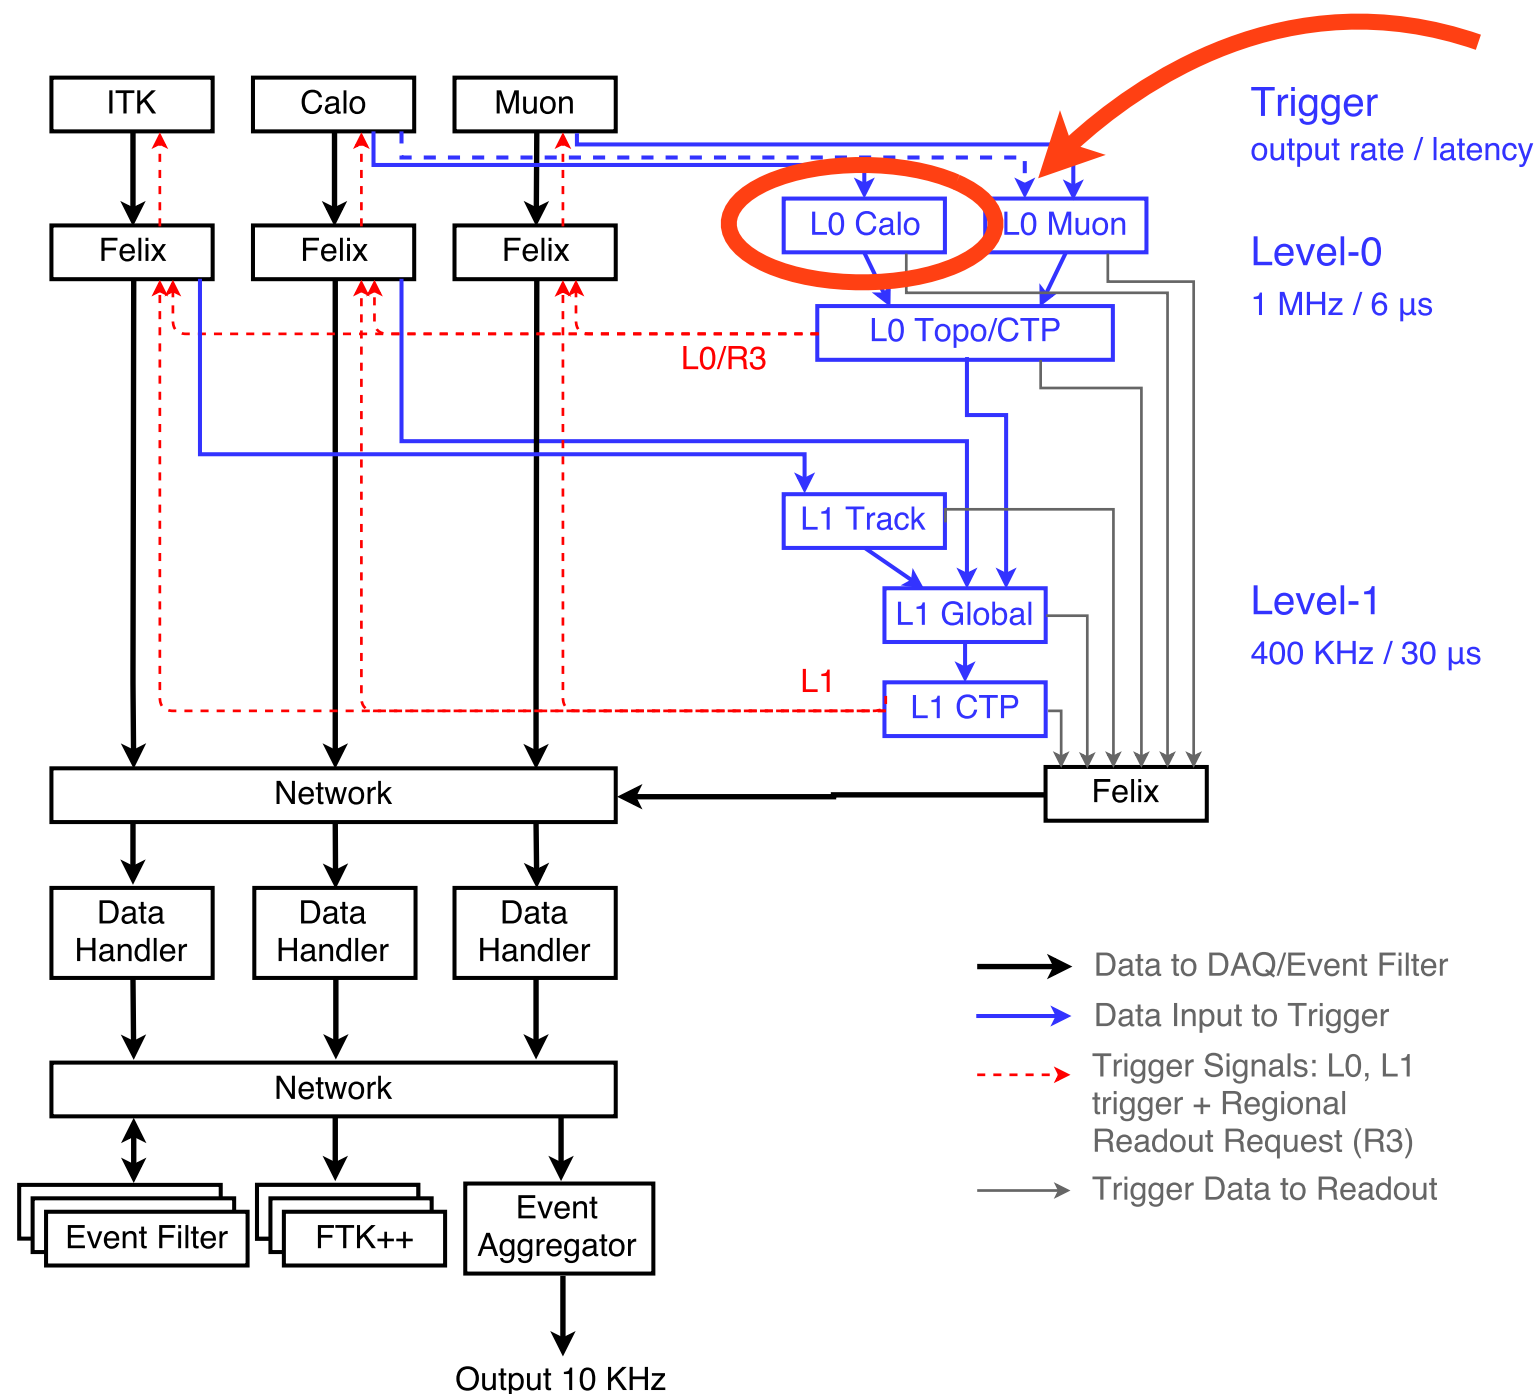 ITK
Calo
Muon
Trigger
output rate / latency
Felix
Felix
Felix
L0 Calo
L0 Muon
Level-0
1 MHz / 6 μs
L0 Topo/CTP
L0/R3
L1 Track
L1 Global
Level-1
400 KHz / 30 μs
L1
L1 CTP
Network
Felix
Data
Handler
Data
Handler
Data
Handler
Data to DAQ/Event Filter
Data Input to Trigger
Trigger Signals: L0, L1
trigger + Regional
Readout Request (R3)
Trigger Data to Readout
Network
Event Filter
FTK++
Event
Aggregator
Output 10 KHz